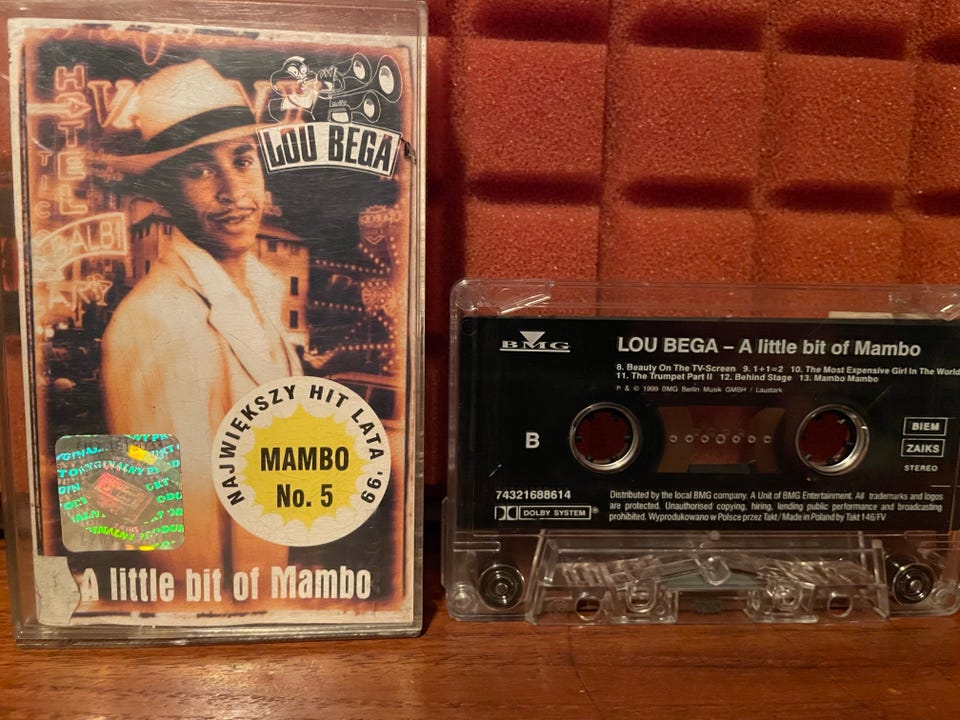 HOTEL
BALBI
LOU BEGA
NAJWIĘKSZY HIT LATA '99
MAMBO
No. 5
A little bit of Mambo
BMG
LOU BEGA – A little bit of Mambo
8. Beauty On The TV-Screen 9. 1+1=2 10. The Most Expensive Girl In The World
11. The Trumpet Part II 12. Behind Stage 13. Mambo Mambo
P. & © 1999 BMG Berlin Musik GMBH / Lautstark
B
BIEM
ZAIKS
STEREO
74321688614
DOLBY SYSTEM®
Distributed by the local BMG company. A Unit of BMG Entertainment. All trademarks and logos
are protected. Unauthorised copying, hiring, lending public performance and broadcasting
prohibited. Wyprodukowano w Polsce przez Takt / Made in Poland by Takt 146/FV